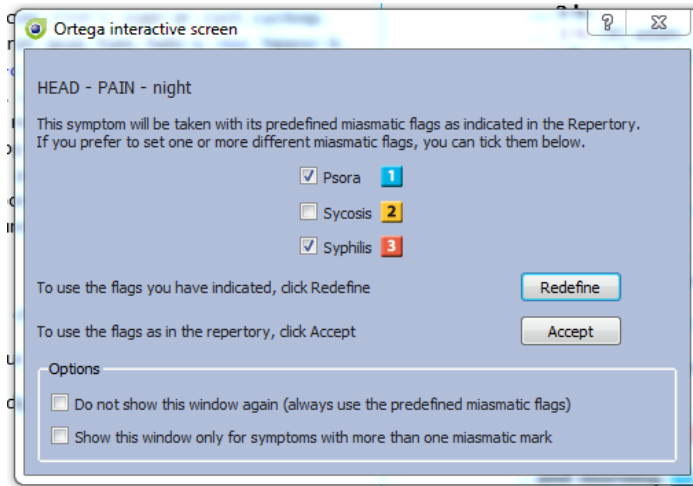 Ortega interactive screen
?
HEAD - PAIN - night
This symptom will be taken with its predefined miasmatic flags as indicated in the Repertory.
If you prefer to set one or more different miasmatic flags, you can tick them below.
Psora 1
Sycosis 2
Syphilis 3
To use the flags you have indicated, click Redefine
Redefine
To use the flags as in the repertory, click Accept
Accept
Options
Do not show this window again (always use the predefined miasmatic flags)
Show this window only for symptoms with more than one miasmatic mark